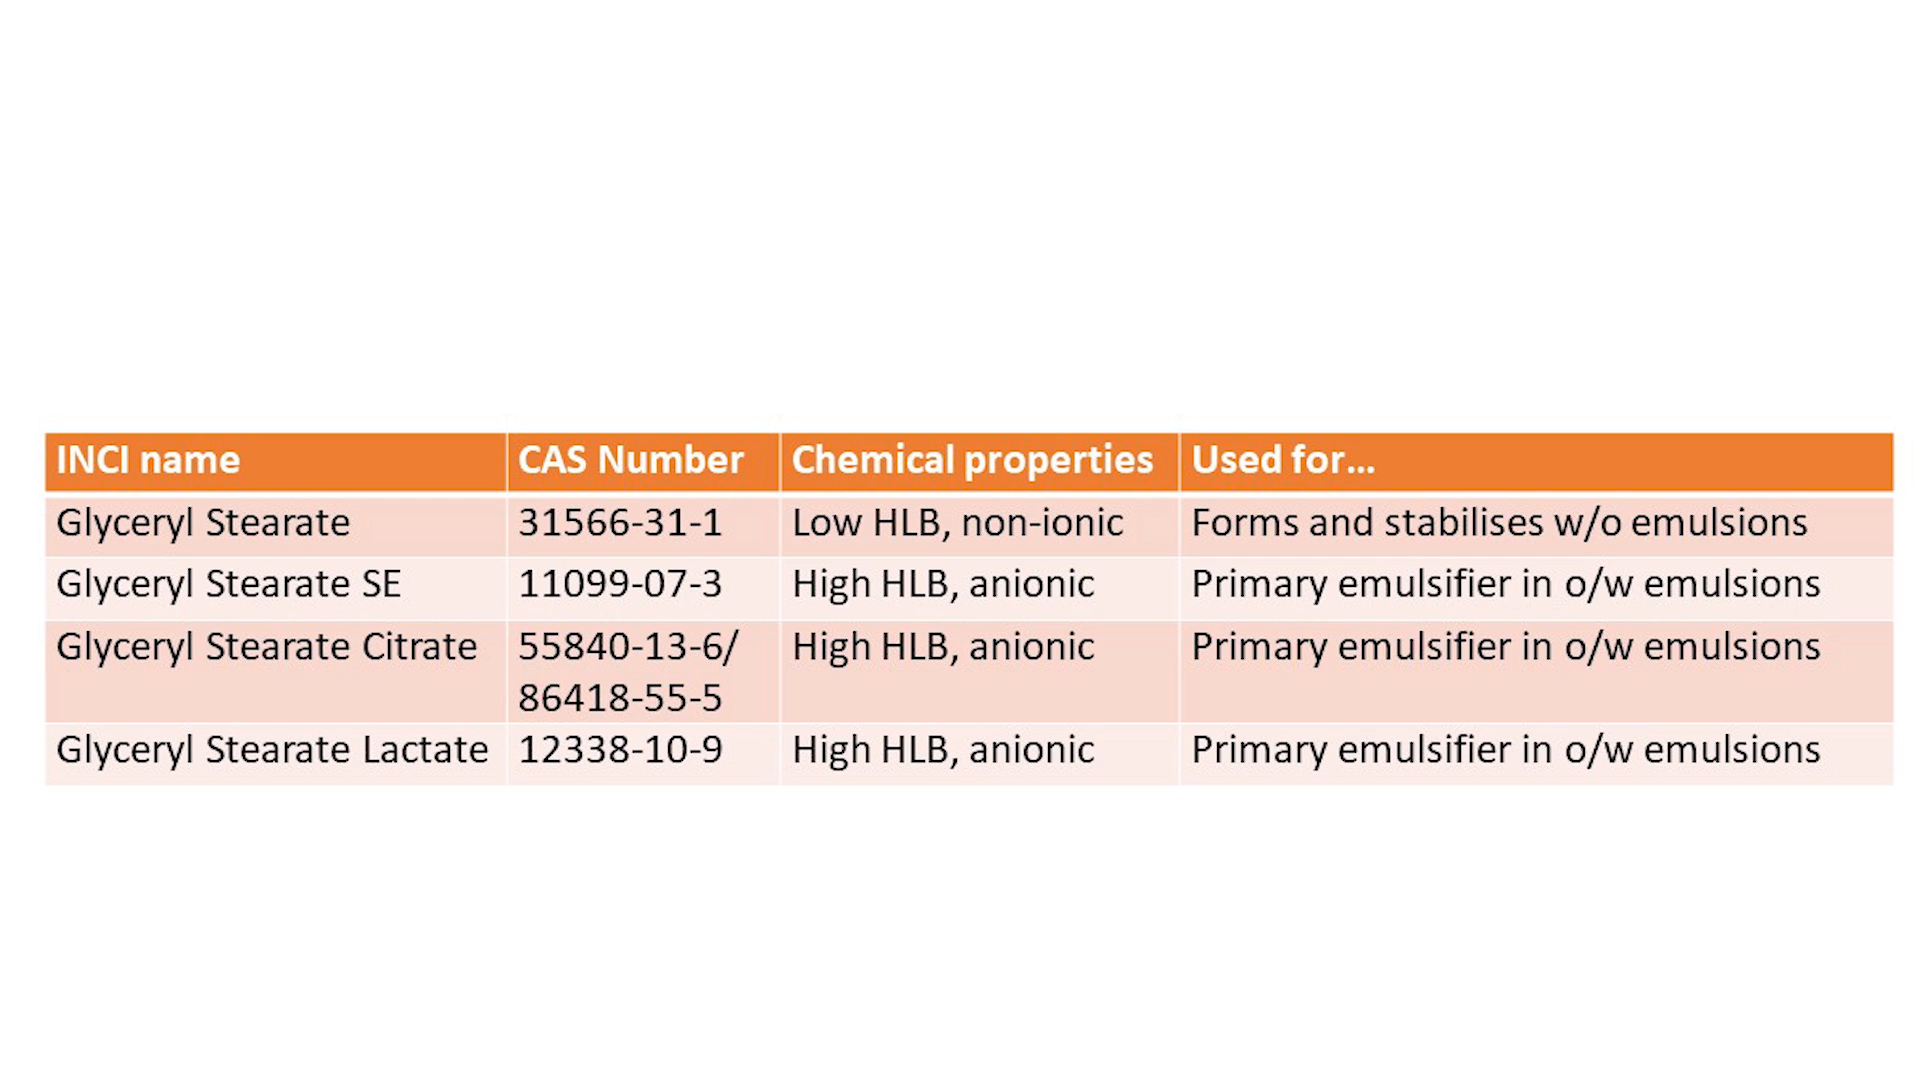 INCI name CAS Number Chemical properties Used for...
Glyceryl Stearate 31566-31-1 Low HLB, non-ionic Forms and stabilises w/o emulsions
Glyceryl Stearate SE 11099-07-3 High HLB, anionic Primary emulsifier in o/w emulsions
Glyceryl Stearate Citrate 55840-13-6/ High HLB, anionic Primary emulsifier in o/w emulsions
86418-55-5
Glyceryl Stearate Lactate 12338-10-9 High HLB, anionic Primary emulsifier in o/w emulsions